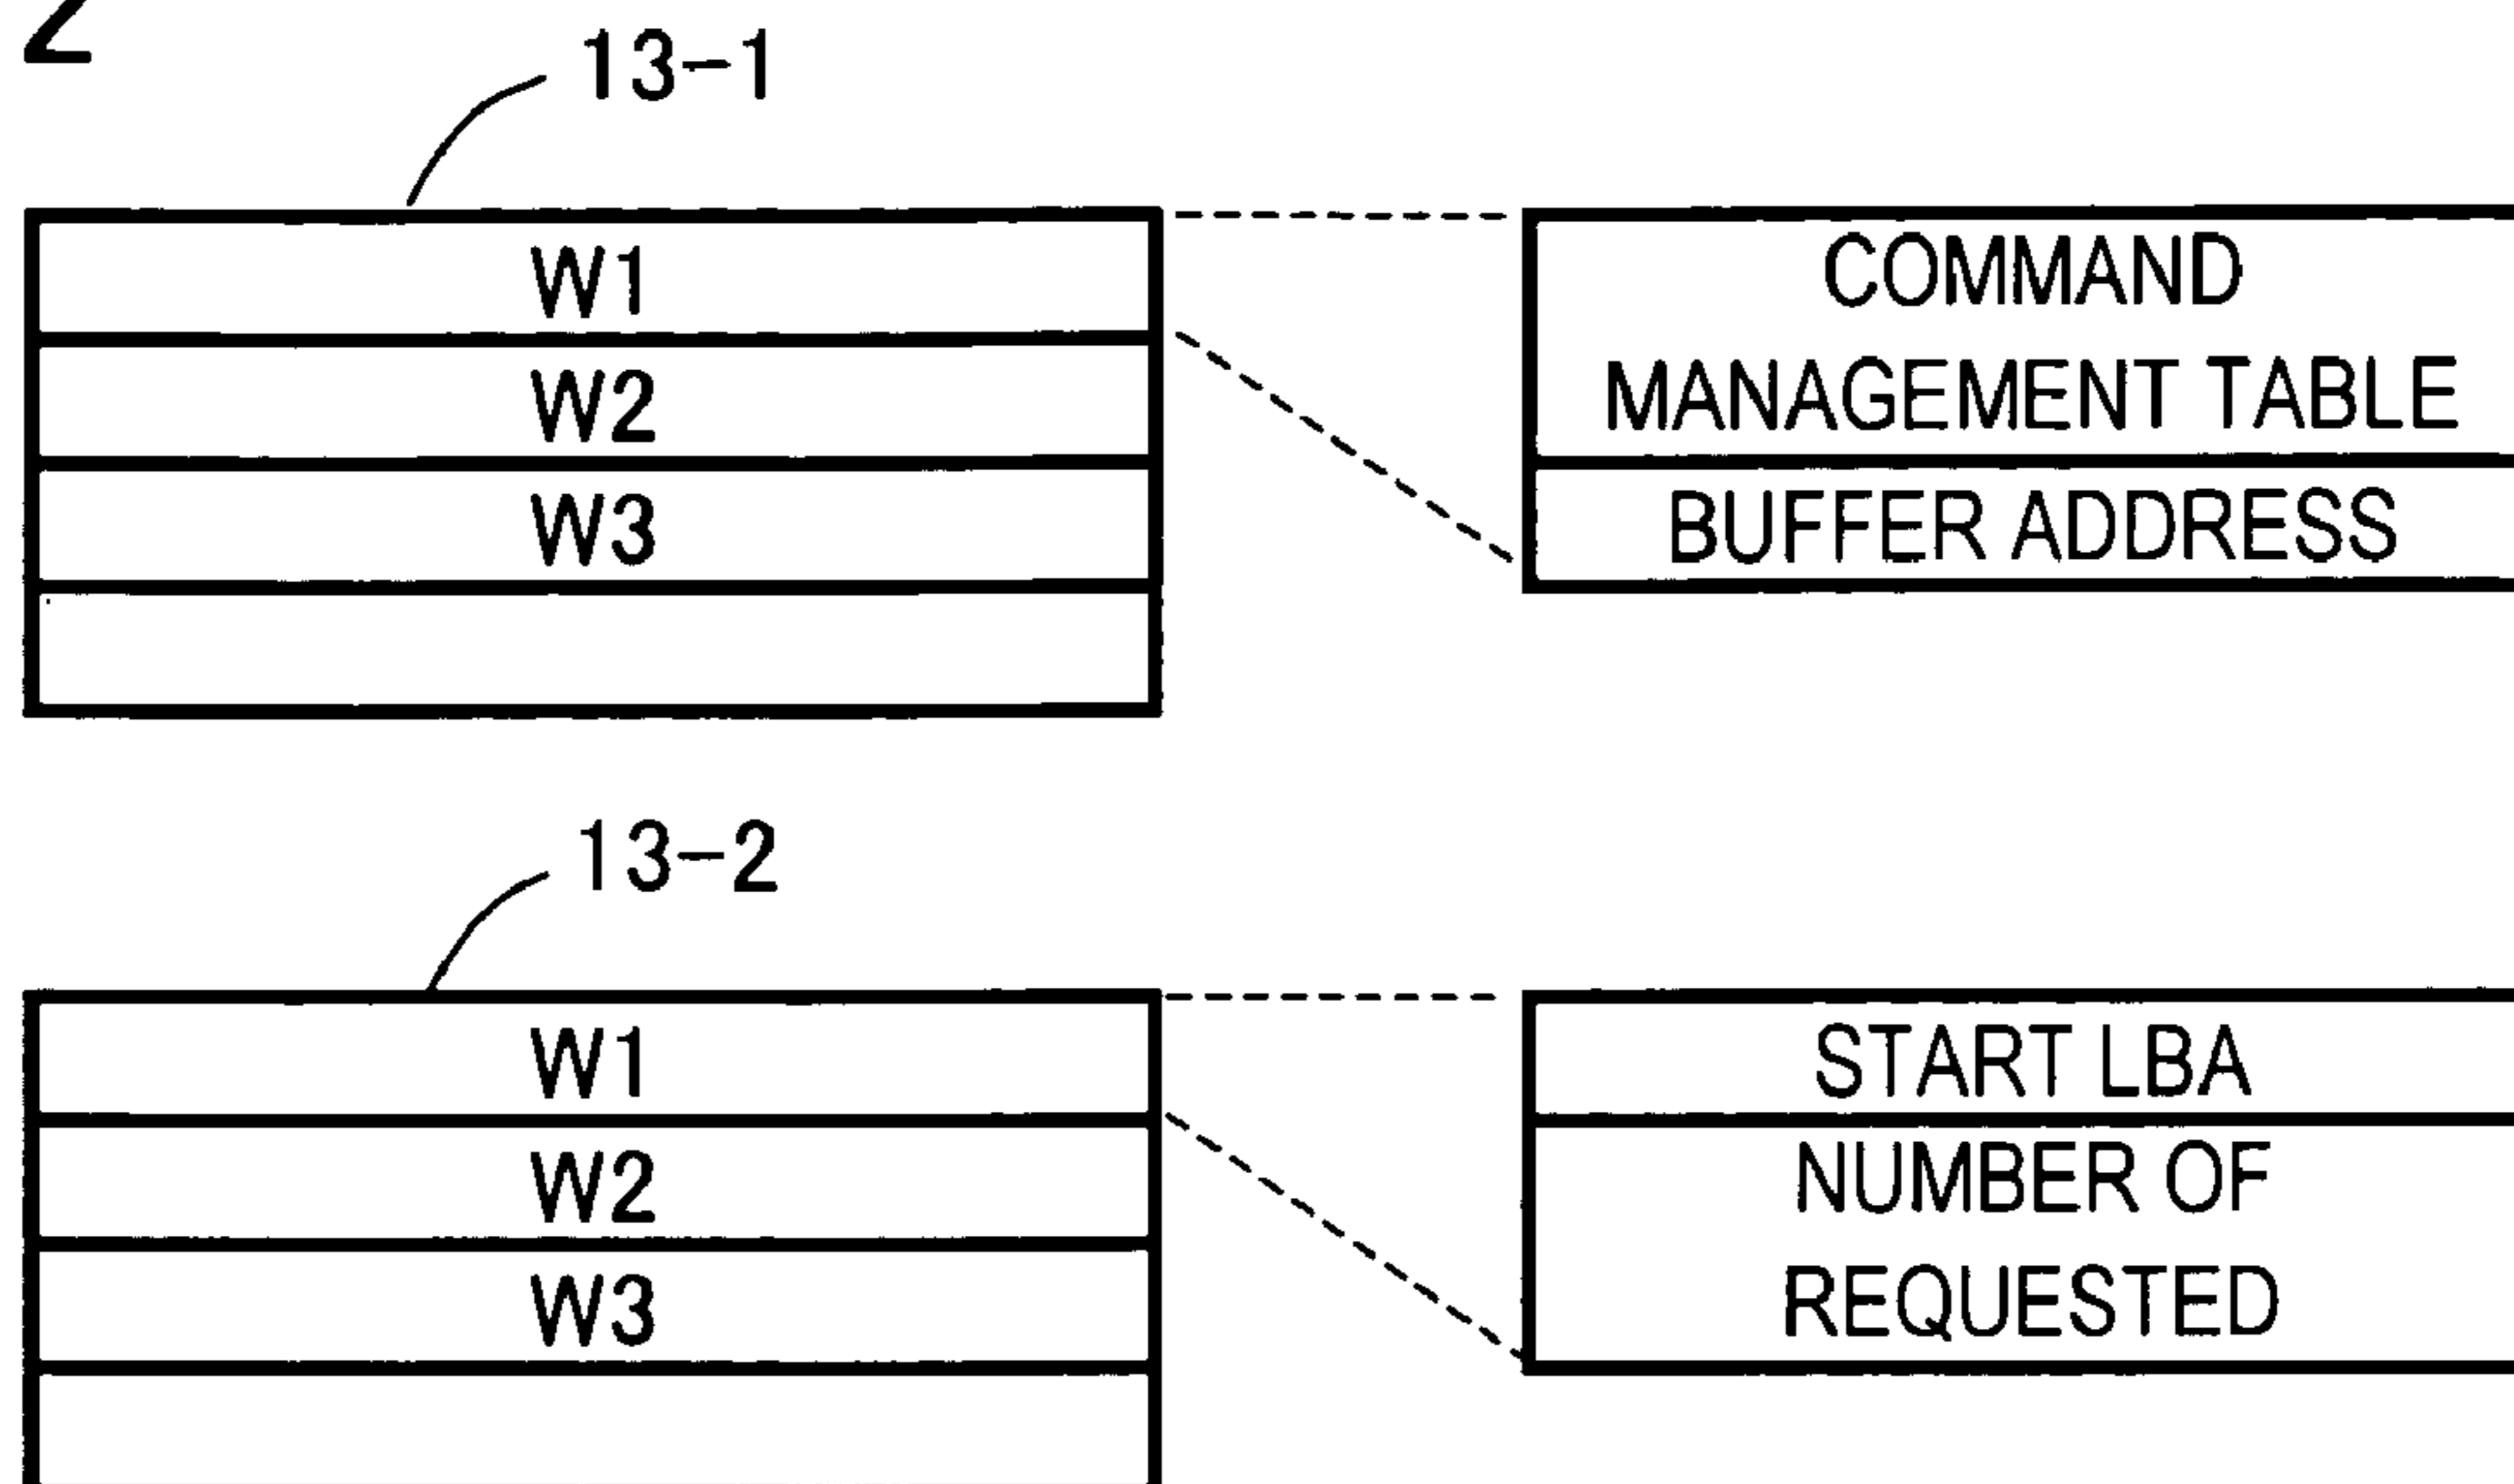 2
13-1
W1
W2
W3
COMMAND
MANAGEMENT TABLE
BUFFER ADDRESS
13-2
W1
W2
W3
START LBA
NUMBER OF
REQUESTED